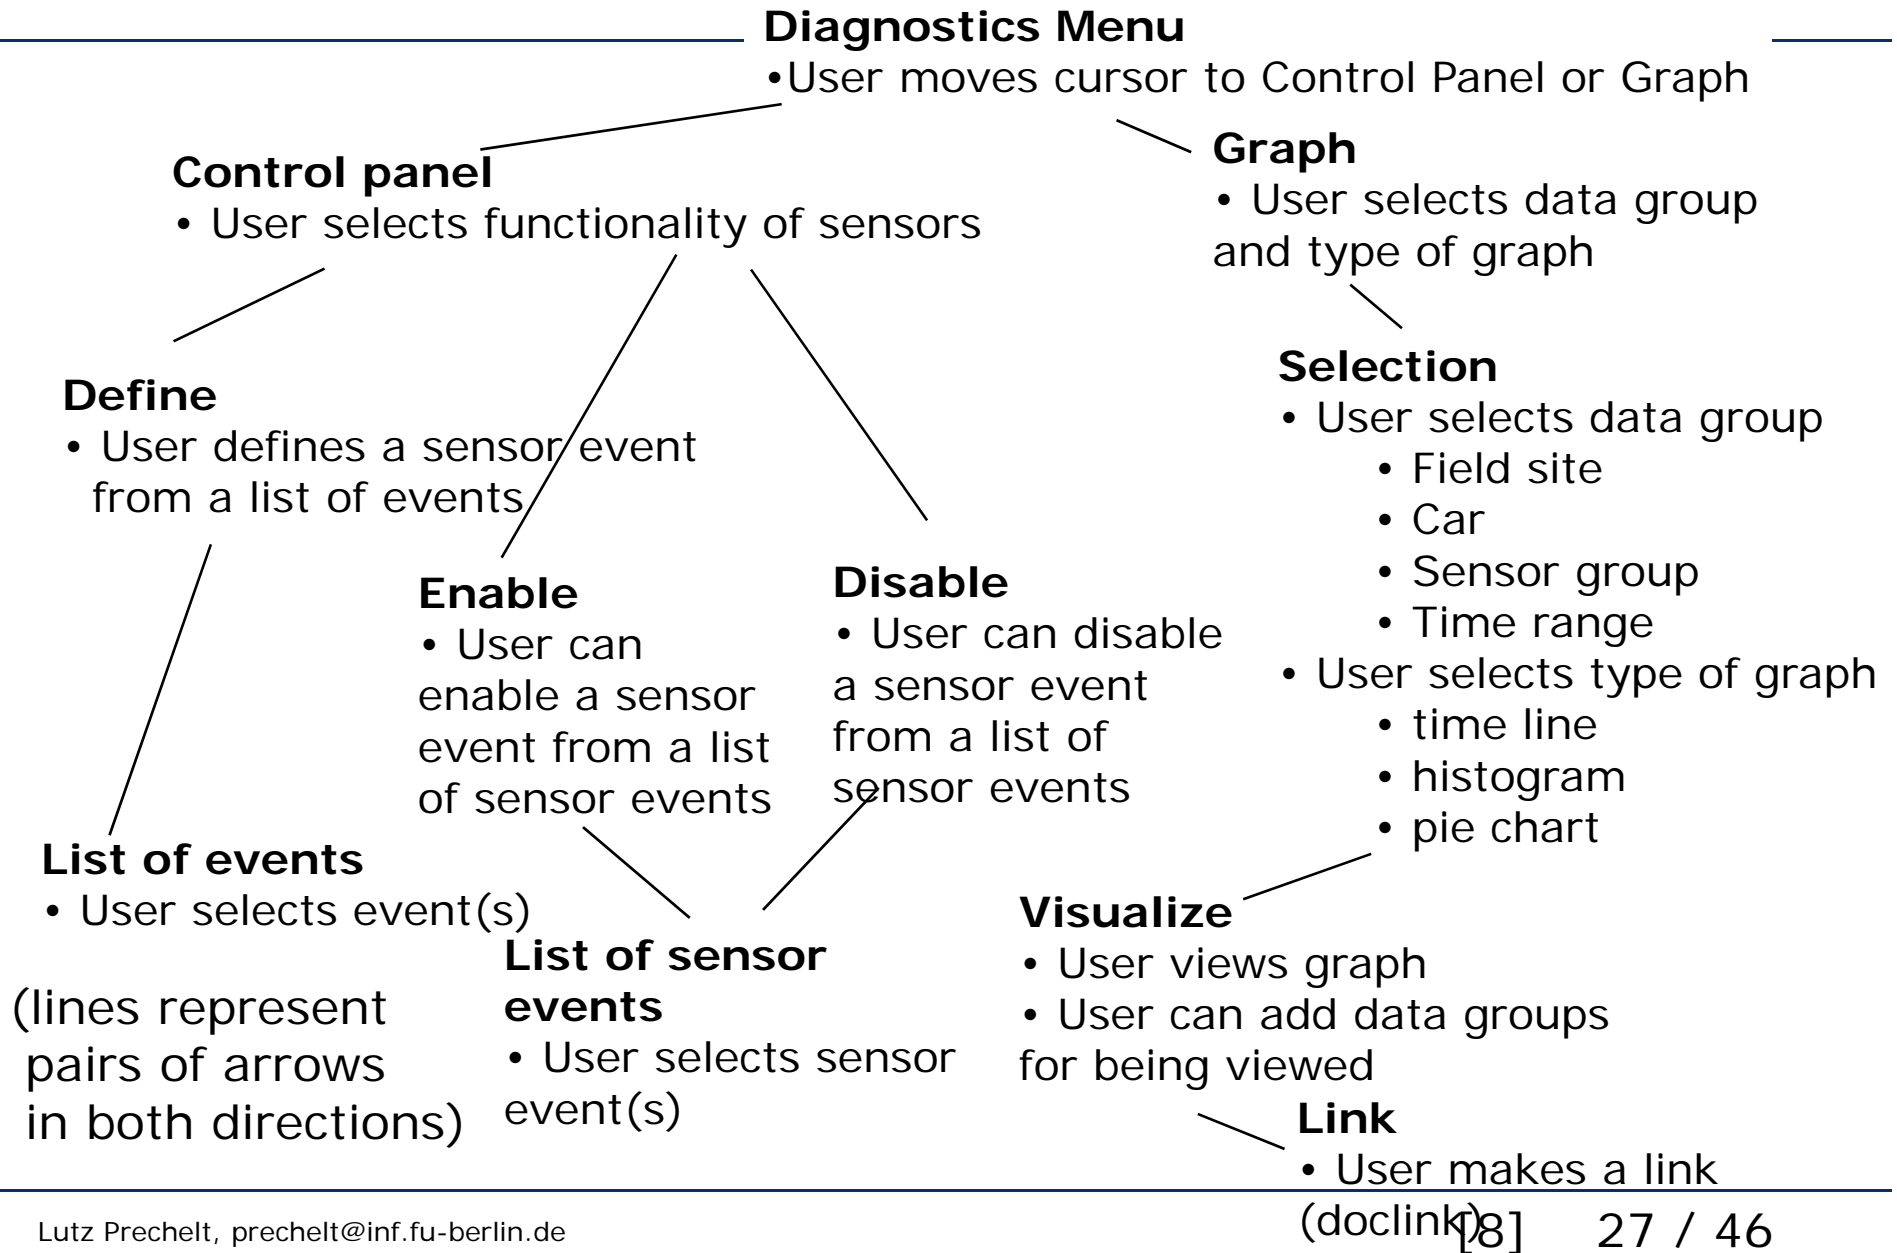 Diagnostics Menu
•User moves cursor to Control Panel or Graph
Control panel
• User selects functionality of sensors
Graph
• User selects data group
and type of graph
Define
• User defines a sensor event
from a list of events
Selection
• User selects data group
• Field site
• Car
• Sensor group
• Time range
• User selects type of graph
• time line
• histogram
• pie chart
Enable
• User can
enable a sensor
event from a list
of sensor events
Disable
• User can disable
a sensor event
from a list of
sensor events
List of events
• User selects event(s)
List of sensor
events
• User selects sensor
event(s)
Visualize
• User views graph
• User can add data groups
for being viewed
(lines represent
pairs of arrows
in both directions)
Link
• User makes a link
(doclink)
Lutz Prechelt, prechelt@inf.fu-berlin.de
[8] 27 / 46